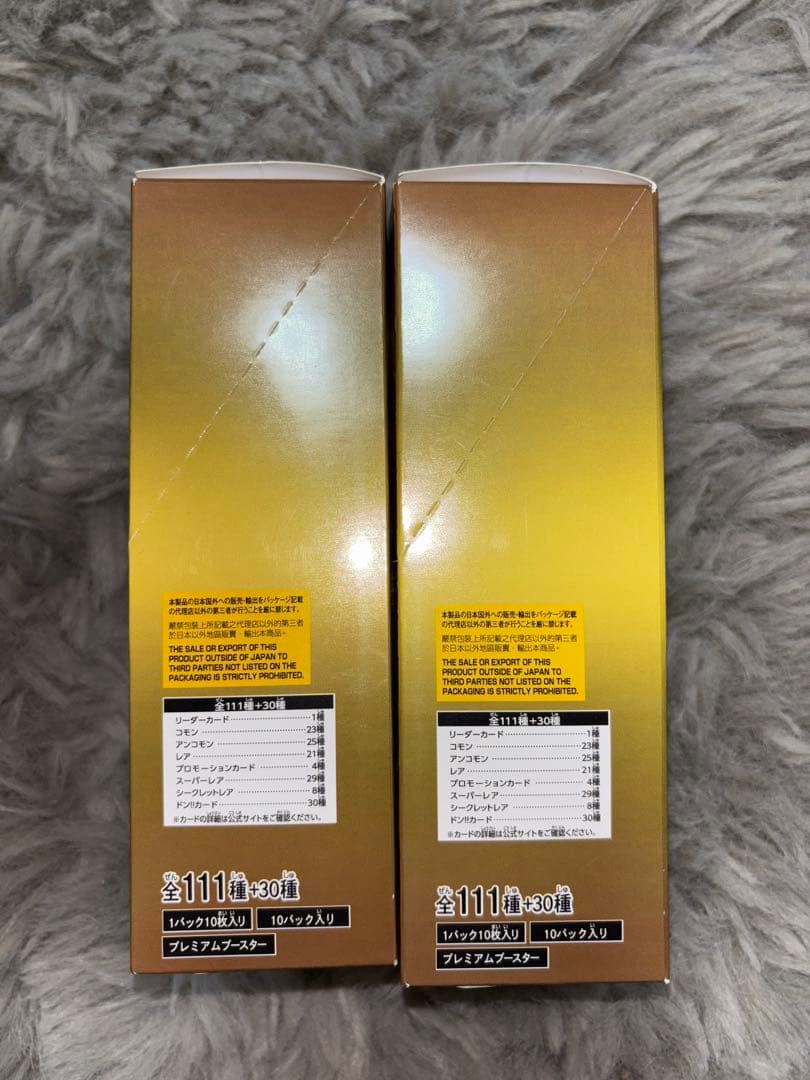 本製品の日本国外への販売・輸出をパッケージ記載
の代理店以外の第三者が行うことを厳に禁じます。
嚴禁包裝上所記載之代理店以外的第三者
於日本以外地區販賣、輸出本商品。
THE SALE OR EXPORT OF THIS
PRODUCT OUTSIDE OF JAPAN TO
THIRD PARTIES NOT LISTED ON THE
PACKAGING IS STRICTLY PROHIBITED.
全111種+30種
リーダーカード 1種
コモン 23種
アンコモン 25種
レア 21種
プロモーションカード 4種
スーパーレア 29種
シークレットレア 8種
ドン!!カード 30種
※カードの詳細は公式サイトをご確認ください。
全111種+30種
1パック10枚入り 10パック入り
プレミアムブースター
本製品の日本国外への販売・輸出をパッケージ記載
の代理店以外の第三者が行うことを厳に禁じます。
嚴禁包裝上所記載之代理店以外的第三者
於日本以外地區販賣、輸出本商品。
THE SALE OR EXPORT OF THIS
PRODUCT OUTSIDE OF JAPAN TO
THIRD PARTIES NOT LISTED ON THE
PACKAGING IS STRICTLY PROHIBITED.
全111種+30種
リーダーカード 1種
コモン 23種
アンコモン 25種
レア 21種
プロモーションカード 4種
スーパーレア 29種
シークレットレア 8種
ドン!!カード 30種
※カードの詳細は公式サイトをご確認ください。
全111種+30種
1パック10枚入り 10パック入り
プレミアムブースター